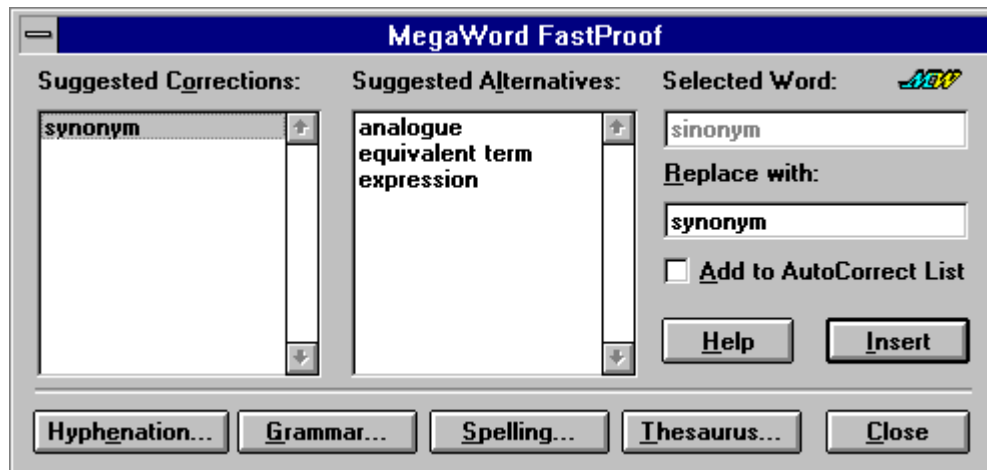 MegaWord FastProof
Suggested Corrections:
synonym
Suggested Alternatives:
analogue
equivalent term
expression
Selected Word:
MEW
sinonym
Replace with:
synonym
Add to AutoCorrect List
Help
Insert
Hyphenation...
Grammar...
Spelling...
Thesaurus...
Close